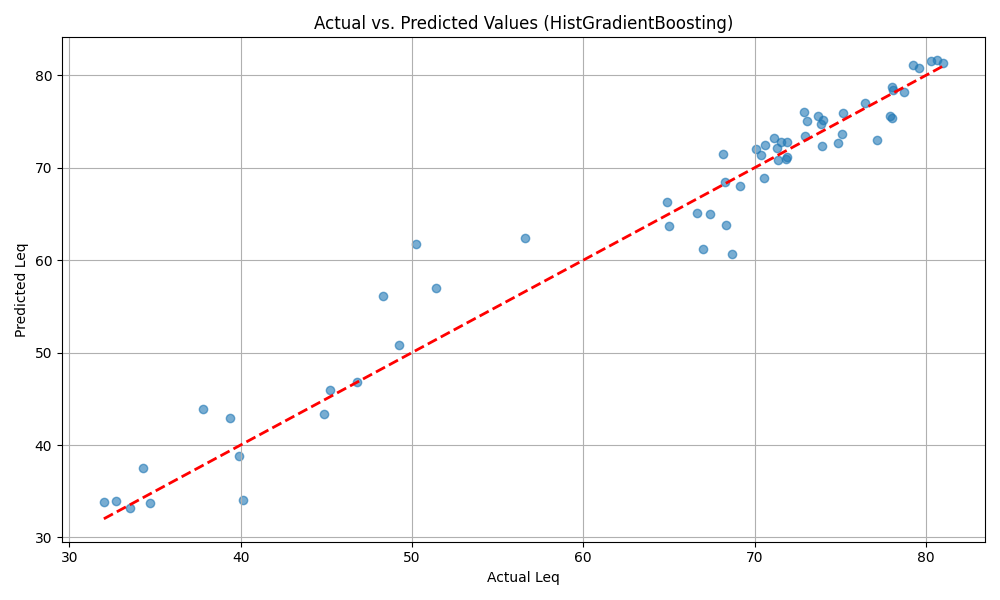 Actual vs. Predicted Values (HistGradientBoosting)
Predicted Leq
80
70
60
50
40
30
30 40 50 60 70 80
Actual Leq